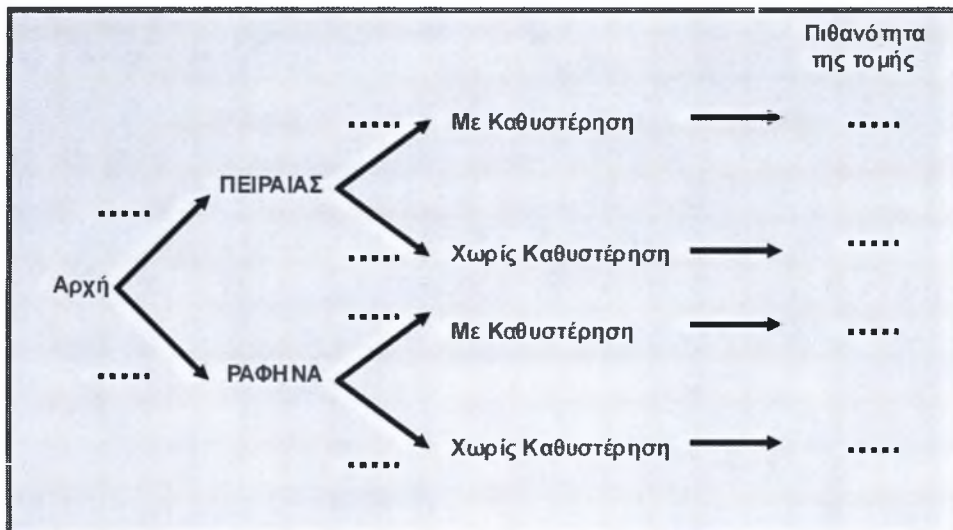 Πιθανότητα
της τομής
..... Με Καθυστέρηση .....
ΠΕΙΡΑΙΑΣ
.....
..... Χωρίς Καθυστέρηση .....
Αρχή
..... Με Καθυστέρηση .....
..... ΡΑΦΗΝΑ
..... Χωρίς Καθυστέρηση .....